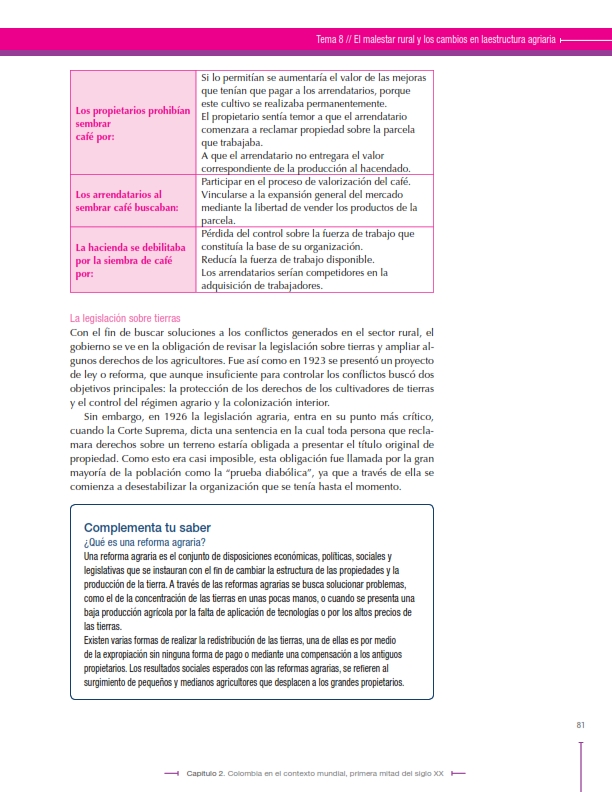 Tema 8 // El malestar rural y los cambios en laestructura agriaria
Los propietarios prohibían
sembrar
café por:
Si lo permitían se aumentaría el valor de las mejoras
que tenían que pagar a los arrendatarios, porque
este cultivo se realizaba permanentemente.
El propietario sentía temor a que el arrendatario
comenzara a reclamar propiedad sobre la parcela
que trabajaba.
A que el arrendatario no entregara el valor
correspondiente de la producción al hacendado.
Los arrendatarios al
sembrar café buscaban:
Participar en el proceso de valorización del café.
Vincularse a la expansión general del mercado
mediante la libertad de vender los productos de la
parcela.
La hacienda se debilitaba
por la siembra de café
por:
Pérdida del control sobre la fuerza de trabajo que
constituía la base de su organización.
Reducía la fuerza de trabajo disponible.
Los arrendatarios serían competidores en la
adquisición de trabajadores.
La legislación sobre tierras
Con el fin de buscar soluciones a los conflictos generados en el sector rural, el
gobierno se ve en la obligación de revisar la legislación sobre tierras y ampliar al-
gunos derechos de los agricultores. Fue así como en 1923 se presentó un proyecto
de ley o reforma, que aunque insuficiente para controlar los conflictos buscó dos
objetivos principales: la protección de los derechos de los cultivadores de tierras
y el control del régimen agrario y la colonización interior.
Sin embargo, en 1926 la legislación agraria, entra en su punto más crítico,
cuando la Corte Suprema, dicta una sentencia en la cual toda persona que recla-
mara derechos sobre un terreno estaría obligada a presentar el título original de
propiedad. Como esto era casi imposible, esta obligación fue llamada por la gran
mayoría de la población como la “prueba diabólica”, ya que a través de ella se
comienza a desestabilizar la organización que se tenía hasta el momento.
Complementa tu saber
¿Qué es una reforma agraria?
Una reforma agraria es el conjunto de disposiciones económicas, políticas, sociales y
legislativas que se instauran con el fin de cambiar la estructura de las propiedades y la
producción de la tierra. A través de las reformas agrarias se busca solucionar problemas,
como el de la concentración de las tierras en unas pocas manos, o cuando se presenta una
baja producción agrícola por la falta de aplicación de tecnologías o por los altos precios de
las tierras.
Existen varias formas de realizar la redistribución de las tierras, una de ellas es por medio
de la expropiación sin ninguna forma de pago o mediante una compensación a los antiguos
propietarios. Los resultados sociales esperados con las reformas agrarias, se refieren al
surgimiento de pequeños y medianos agricultores que desplacen a los grandes propietarios.
81
Capítulo 2. Colombia en el contexto mundial, primera mitad del siglo XX